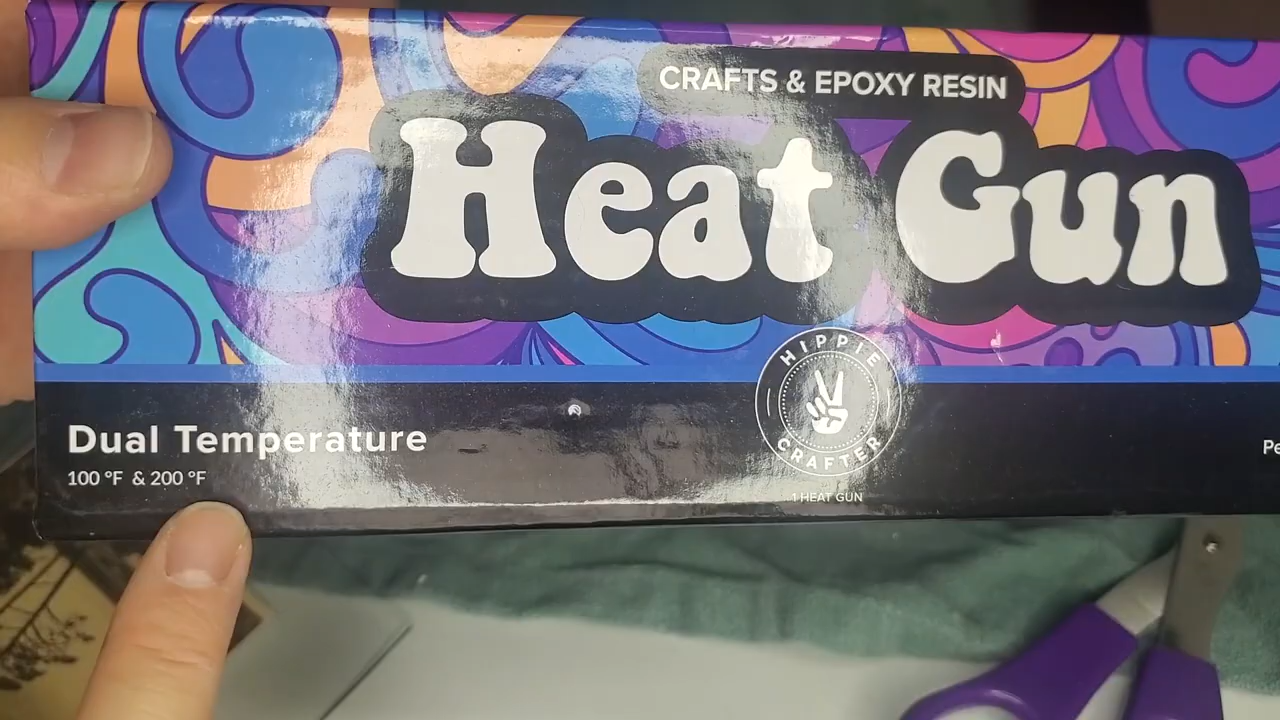 CRAFTS & EPOXY RESIN
Heat Gun
HIPPIE
CRAFTER
Dual Temperature
100 °F & 200 °F
1 HEAT GUN